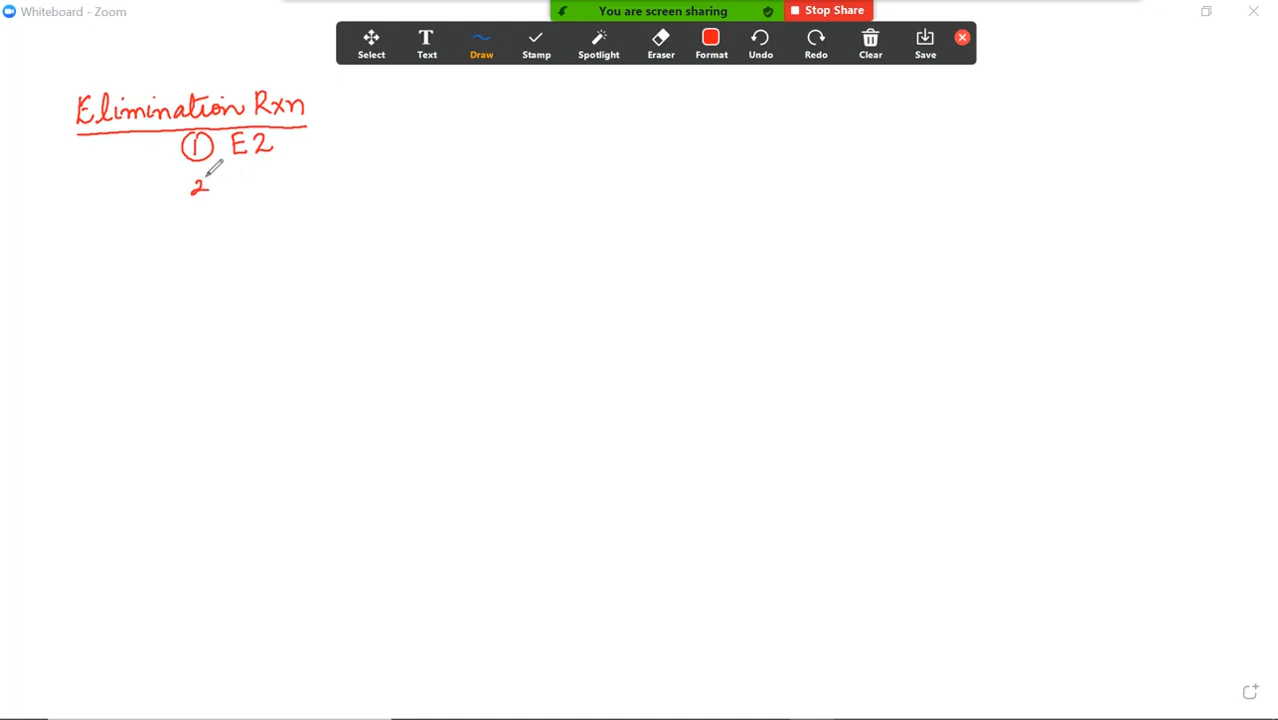 Whiteboard - Zoom
You are screen sharing
Stop Share
Select Text Draw Stamp Spotlight Eraser Format Undo Redo Clear Save
Elimination Rxn
① E2
2